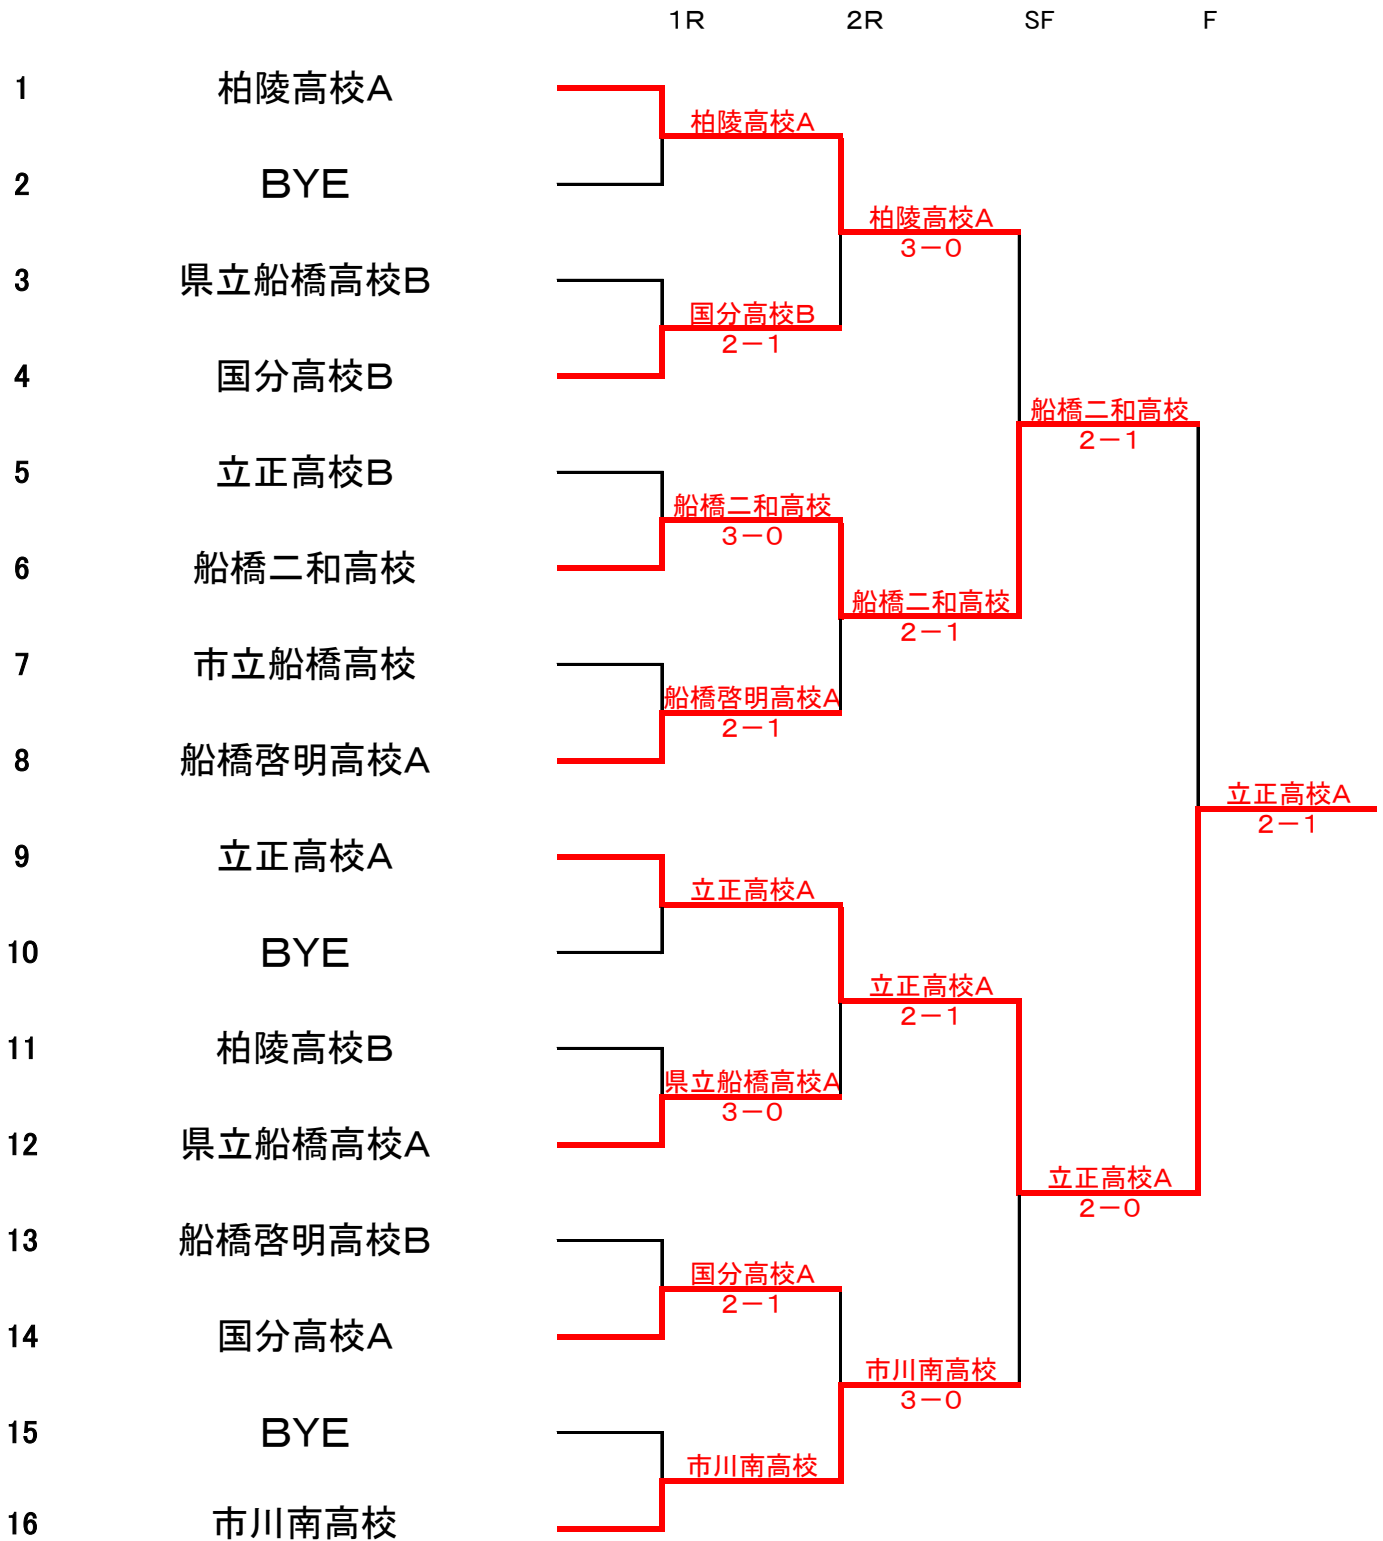 1R 2R SF F
1 柏陵高校A
柏陵高校A
2 BYE
柏陵高校A
3-0
3 県立船橋高校B
国分高校B
2-1
4 国分高校B
船橋二和高校
2-1
5 立正高校B
船橋二和高校
3-0
6 船橋二和高校
船橋二和高校
2-1
7 市立船橋高校
船橋啓明高校A
2-1
8 船橋啓明高校A
立正高校A
2-1
9 立正高校A
立正高校A
10 BYE
立正高校A
2-1
11 柏陵高校B
県立船橋高校A
3-0
12 県立船橋高校A
立正高校A
2-0
13 船橋啓明高校B
国分高校A
2-1
14 国分高校A
市川南高校
3-0
15 BYE
市川南高校
16 市川南高校